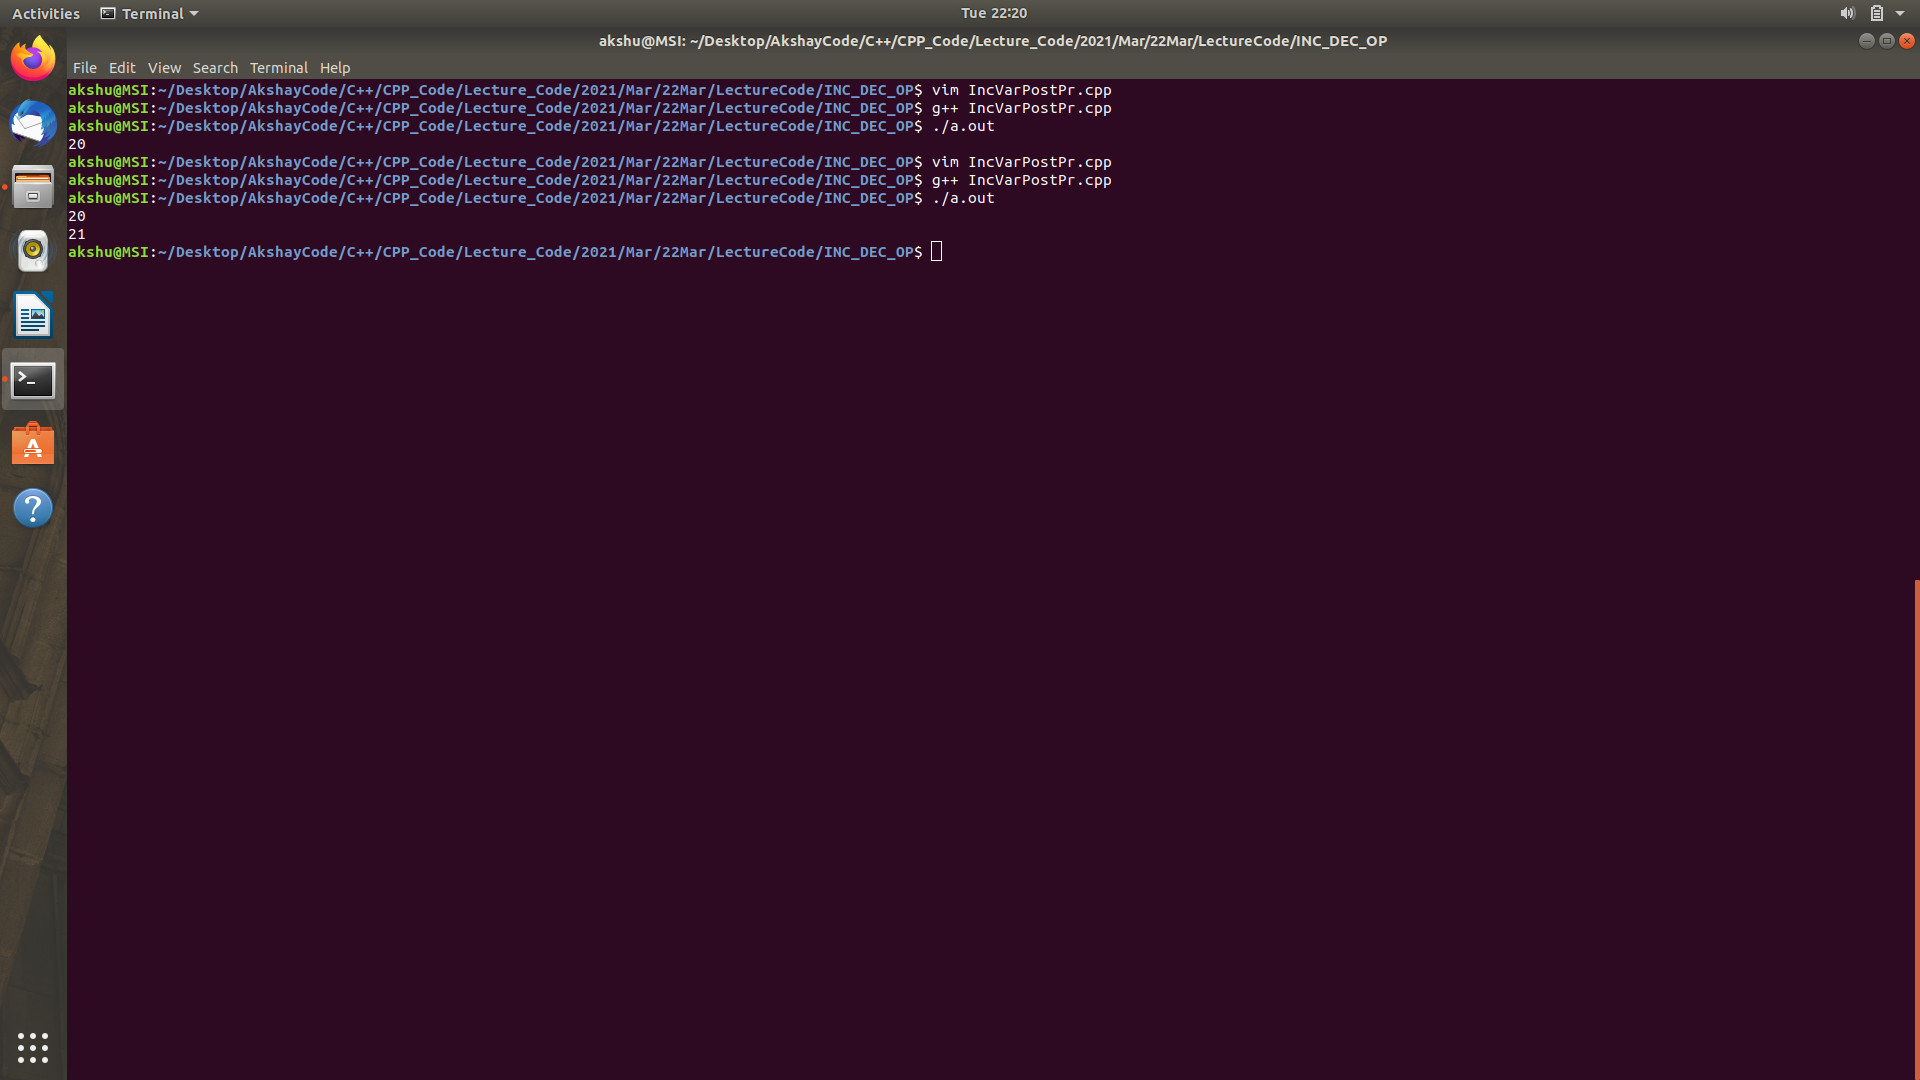 Activities Terminal Tue 22:20
akshu@MSI: ~/Desktop/AkshayCode/C++/CPP_Code/Lecture_Code/2021/Mar/22Mar/LectureCode/INC_DEC_OP
File Edit View Search Terminal Help
akshu@MSI:~/Desktop/AkshayCode/C++/CPP_Code/Lecture_Code/2021/Mar/22Mar/LectureCode/INC_DEC_OP$ vim IncVarPostPr.cpp
akshu@MSI:~/Desktop/AkshayCode/C++/CPP_Code/Lecture_Code/2021/Mar/22Mar/LectureCode/INC_DEC_OP$ g++ IncVarPostPr.cpp
akshu@MSI:~/Desktop/AkshayCode/C++/CPP_Code/Lecture_Code/2021/Mar/22Mar/LectureCode/INC_DEC_OP$ ./a.out
20
akshu@MSI:~/Desktop/AkshayCode/C++/CPP_Code/Lecture_Code/2021/Mar/22Mar/LectureCode/INC_DEC_OP$ vim IncVarPostPr.cpp
akshu@MSI:~/Desktop/AkshayCode/C++/CPP_Code/Lecture_Code/2021/Mar/22Mar/LectureCode/INC_DEC_OP$ g++ IncVarPostPr.cpp
akshu@MSI:~/Desktop/AkshayCode/C++/CPP_Code/Lecture_Code/2021/Mar/22Mar/LectureCode/INC_DEC_OP$ ./a.out
20
21
akshu@MSI:~/Desktop/AkshayCode/C++/CPP_Code/Lecture_Code/2021/Mar/22Mar/LectureCode/INC_DEC_OP$